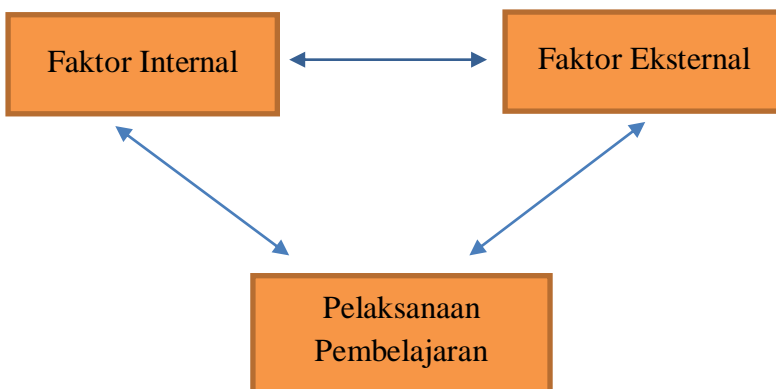 Faktor Internal
Faktor Eksternal
Pelaksanaan
Pembelajaran